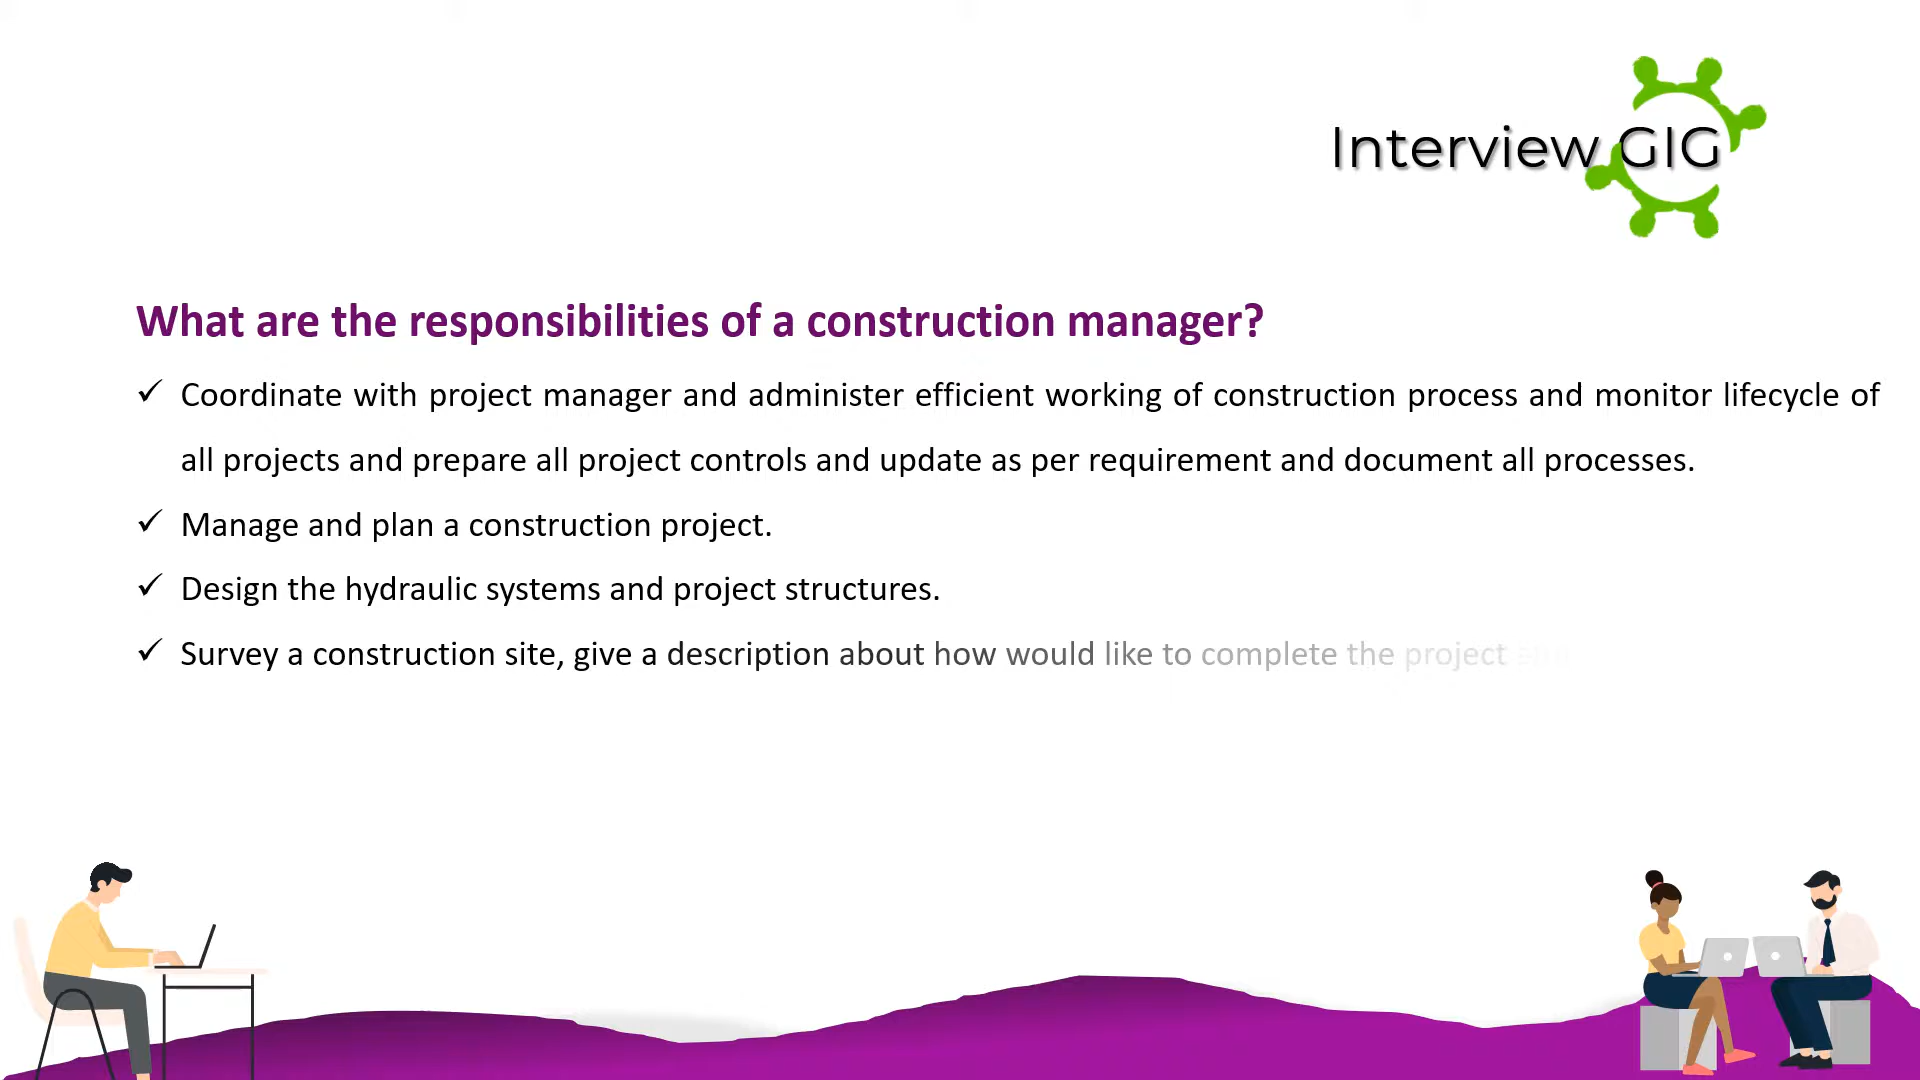 Interview GIG
What are the responsibilities of a construction manager?
✓ Coordinate with project manager and administer efficient working of construction process and monitor lifecycle of
all projects and prepare all project controls and update as per requirement and document all processes.
✓ Manage and plan a construction project.
✓ Design the hydraulic systems and project structures.
✓ Survey a construction site, give a description about how would like to complete the project